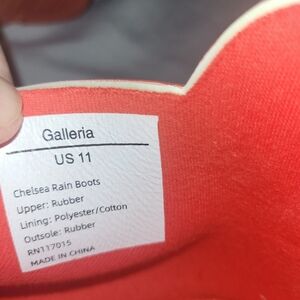 Galleria
US 11
Chelsea Rain Boots
Upper: Rubber
Lining: Polyester/Cotton
Outsole: Rubber
RN117015
MADE IN CHINA